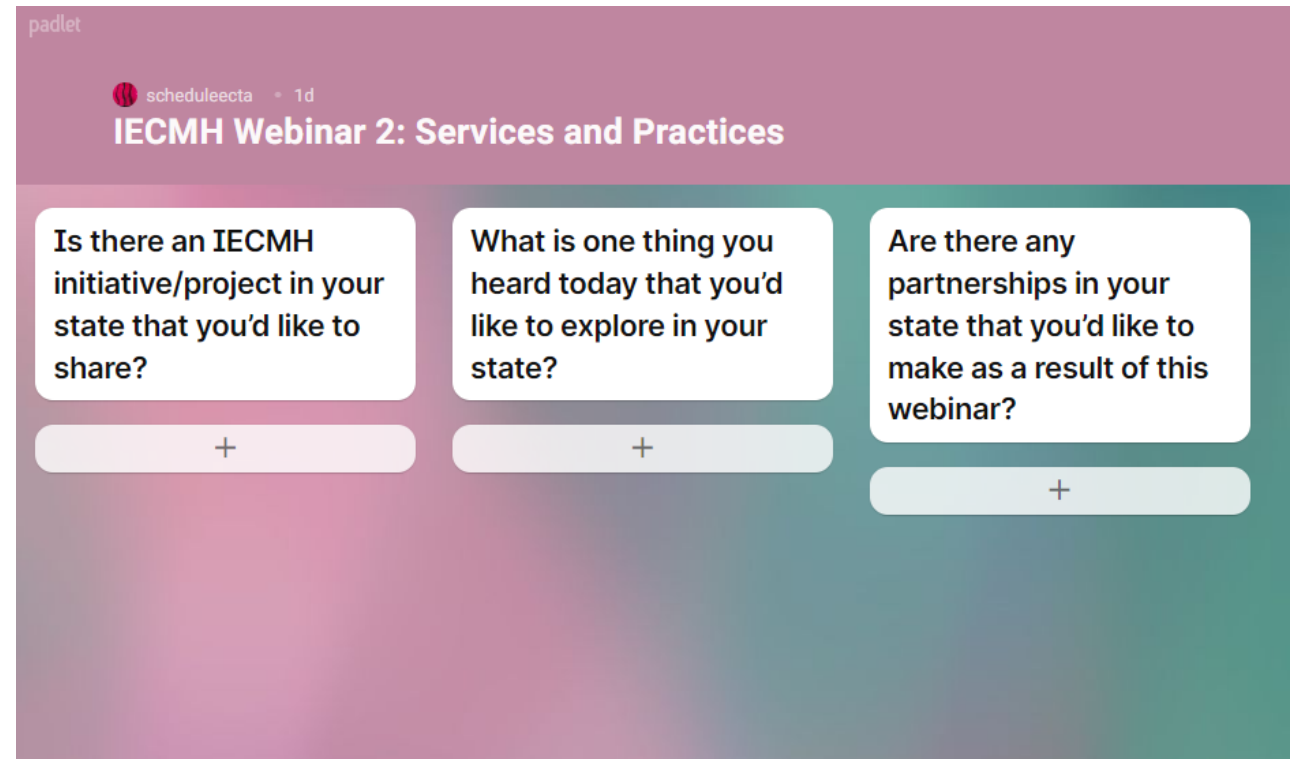 padlet
scheduleecta • 1d
IECMH Webinar 2: Services and Practices
Is there an IECMH
initiative/project in your
state that you’d like to
share?
+
What is one thing you
heard today that you’d
like to explore in your
state?
+
Are there any
partnerships in your
state that you’d like to
make as a result of this
webinar?
+